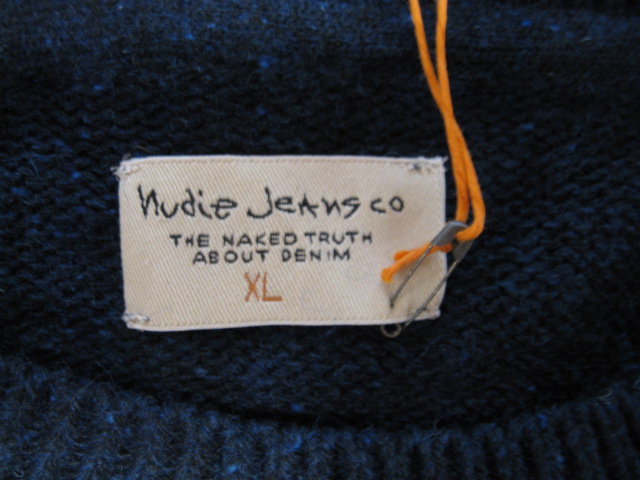 Nudie Jeans co
THE NAKED TRUTH
ABOUT DENIM
XL